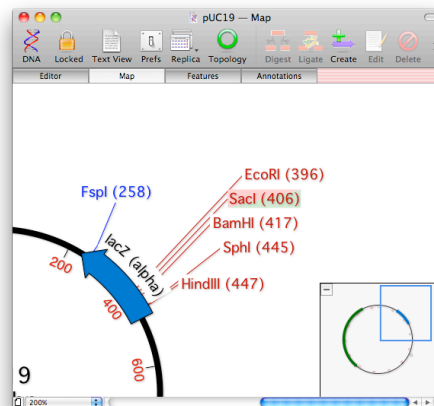 pUC19 — Map
DNA Locked Text View Prefs Replica Topology Digest Ligate Create Edit Delete
Editor Map Features Annotations
EcoRI (396)
FspI (258)
SacI (406)
BamHI (417)
lacZ (alpha)
SphI (445)
200
HindIII (447)
400
600
9
200%